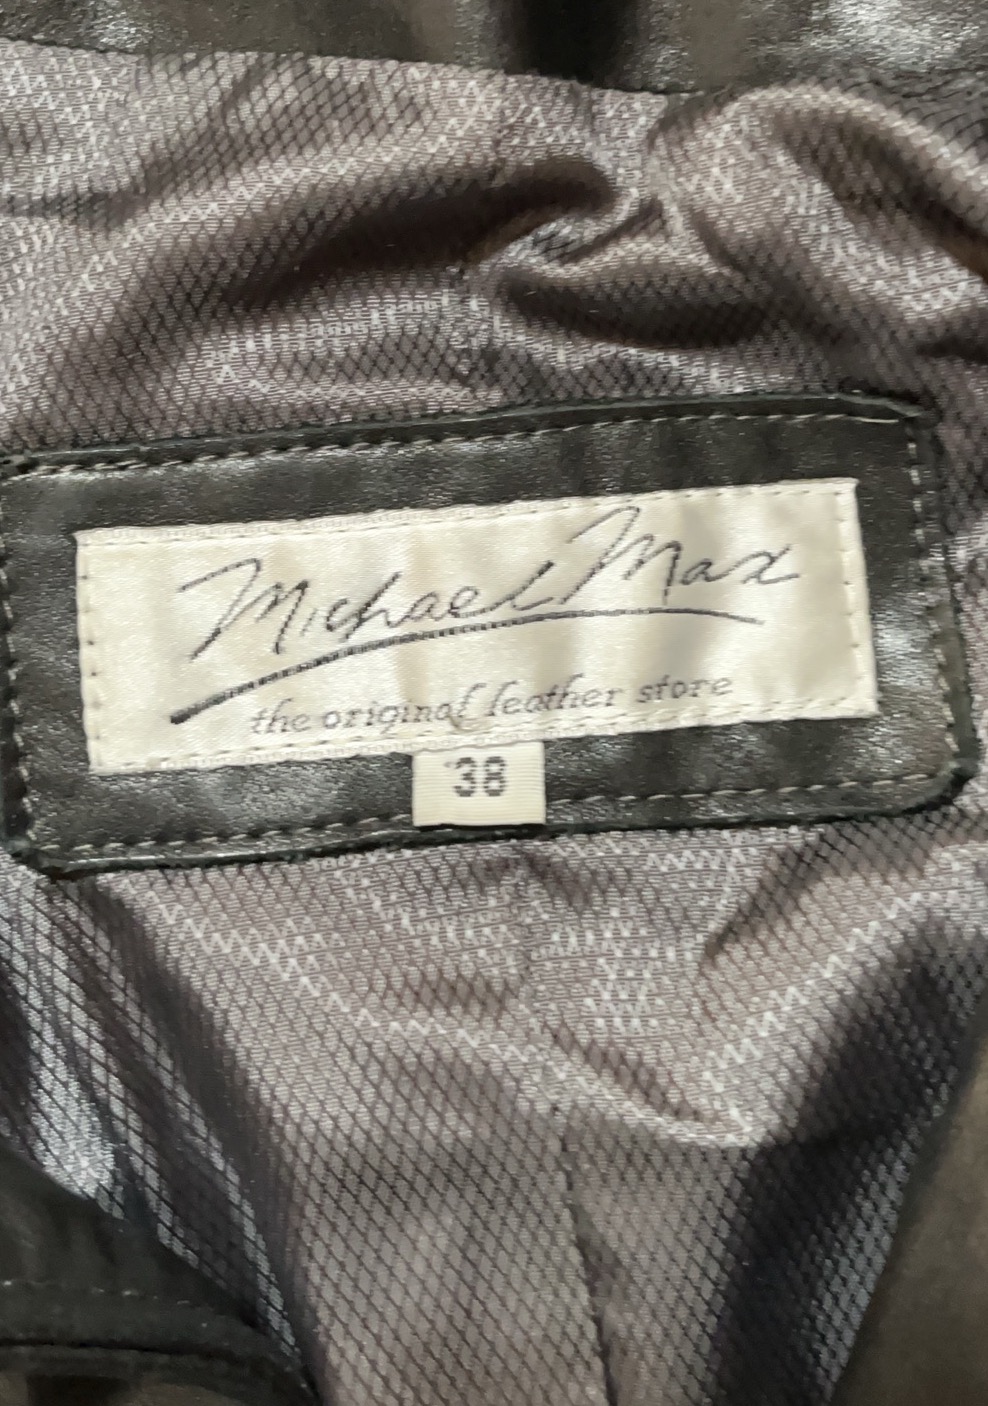 Michael Max
the original leather store
38